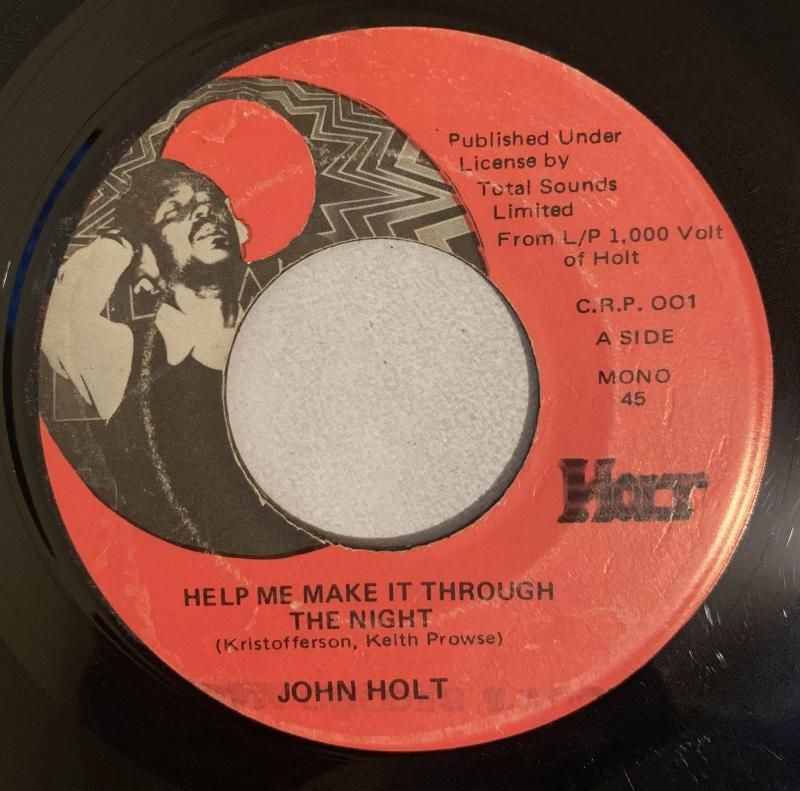 Published Under
License by
Total Sounds
Limited
From L/P 1,000 Volt
of Holt
C.R.P. 001
A SIDE
MONO
45
HOLT
HELP ME MAKE IT THROUGH
THE NIGHT
(Kristofferson, Keith Prowse)
JOHN HOLT